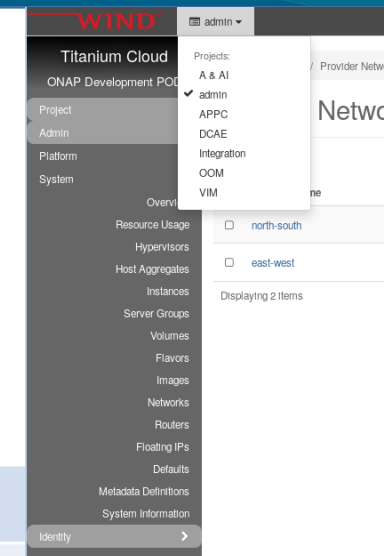 WIND
admin
Titanium Cloud
ONAP Development POD
Project
Admin
Platform
System
Overview
Resource Usage
Hypervisors
Host Aggregates
Instances
Server Groups
Volumes
Flavors
Images
Networks
Routers
Floating IPs
Defaults
Metadata Definitions
System Information
Identity
Projects:
A & AI
admin
APPC
DCAE
Integration
OOM
VIM
/ Provider Netw
Netwo
me
north-south
east-west
Displaying 2 items